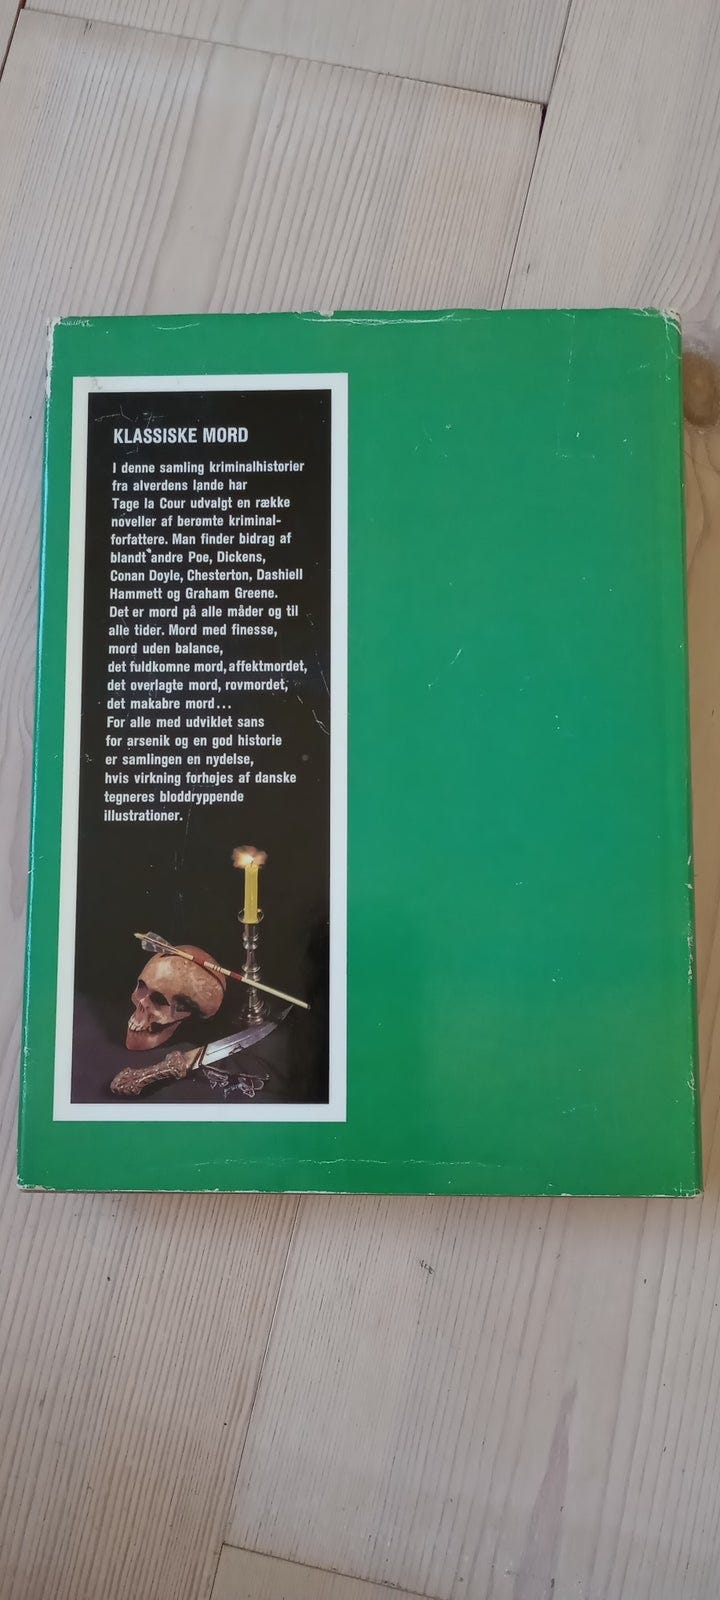 KLASSISKE MORD
I denne samling kriminalhistorier
fra alverdens lande har
Tage la Cour udvalgt en række
noveller af berømte kriminal-
forfattere. Man finder bidrag af
blandt andre Poe, Dickens,
Conan Doyle, Chesterton, Dashiell
Hammett og Graham Greene.
Det er mord på alle måder og til
alle tider. Mord med finesse,
mord uden balance,
det fuldkomne mord, affektmordet,
det overlagte mord, rovmordet,
det makabre mord...
For alle med udviklet sans
for arsenik og en god historie
er samlingen en nydelse,
hvis virkning forhøjes af danske
tegneres bloddryppende
illustrationer.